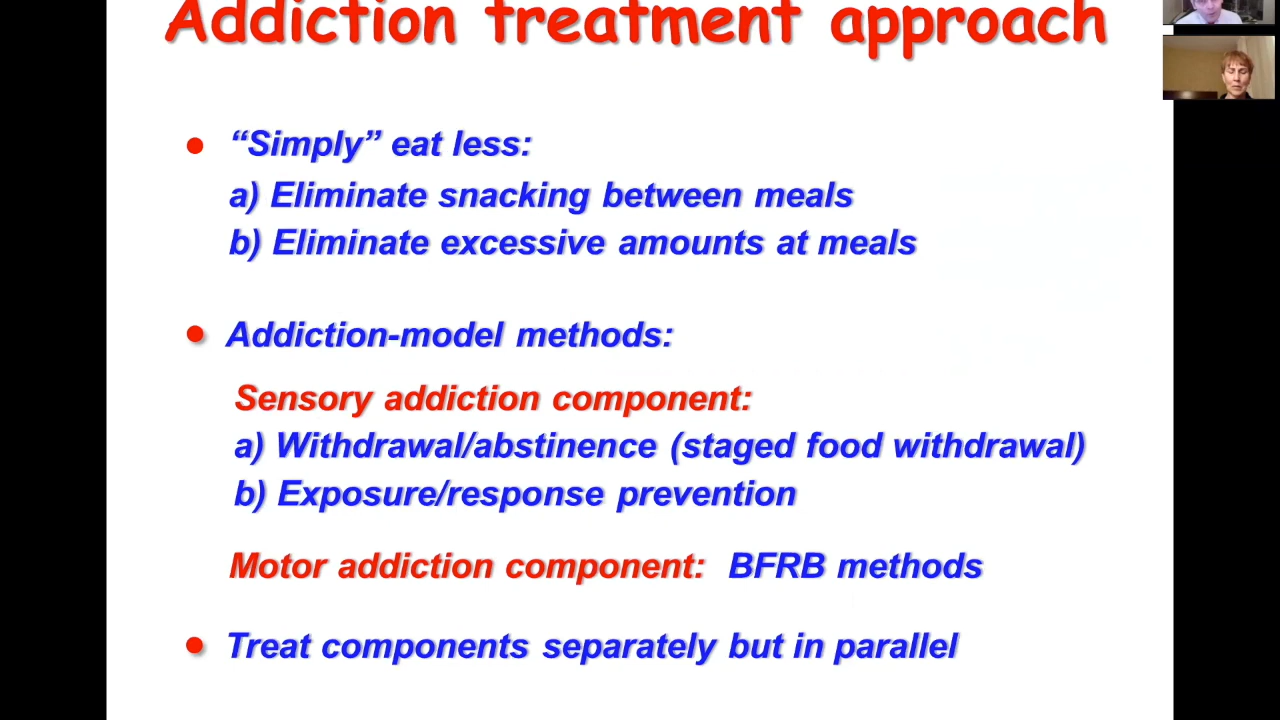 Addiction treatment approach
• “Simply” eat less:
a) Eliminate snacking between meals
b) Eliminate excessive amounts at meals
• Addiction-model methods:
Sensory addiction component:
a) Withdrawal/abstinence (staged food withdrawal)
b) Exposure/response prevention
Motor addiction component: BFRB methods
• Treat components separately but in parallel